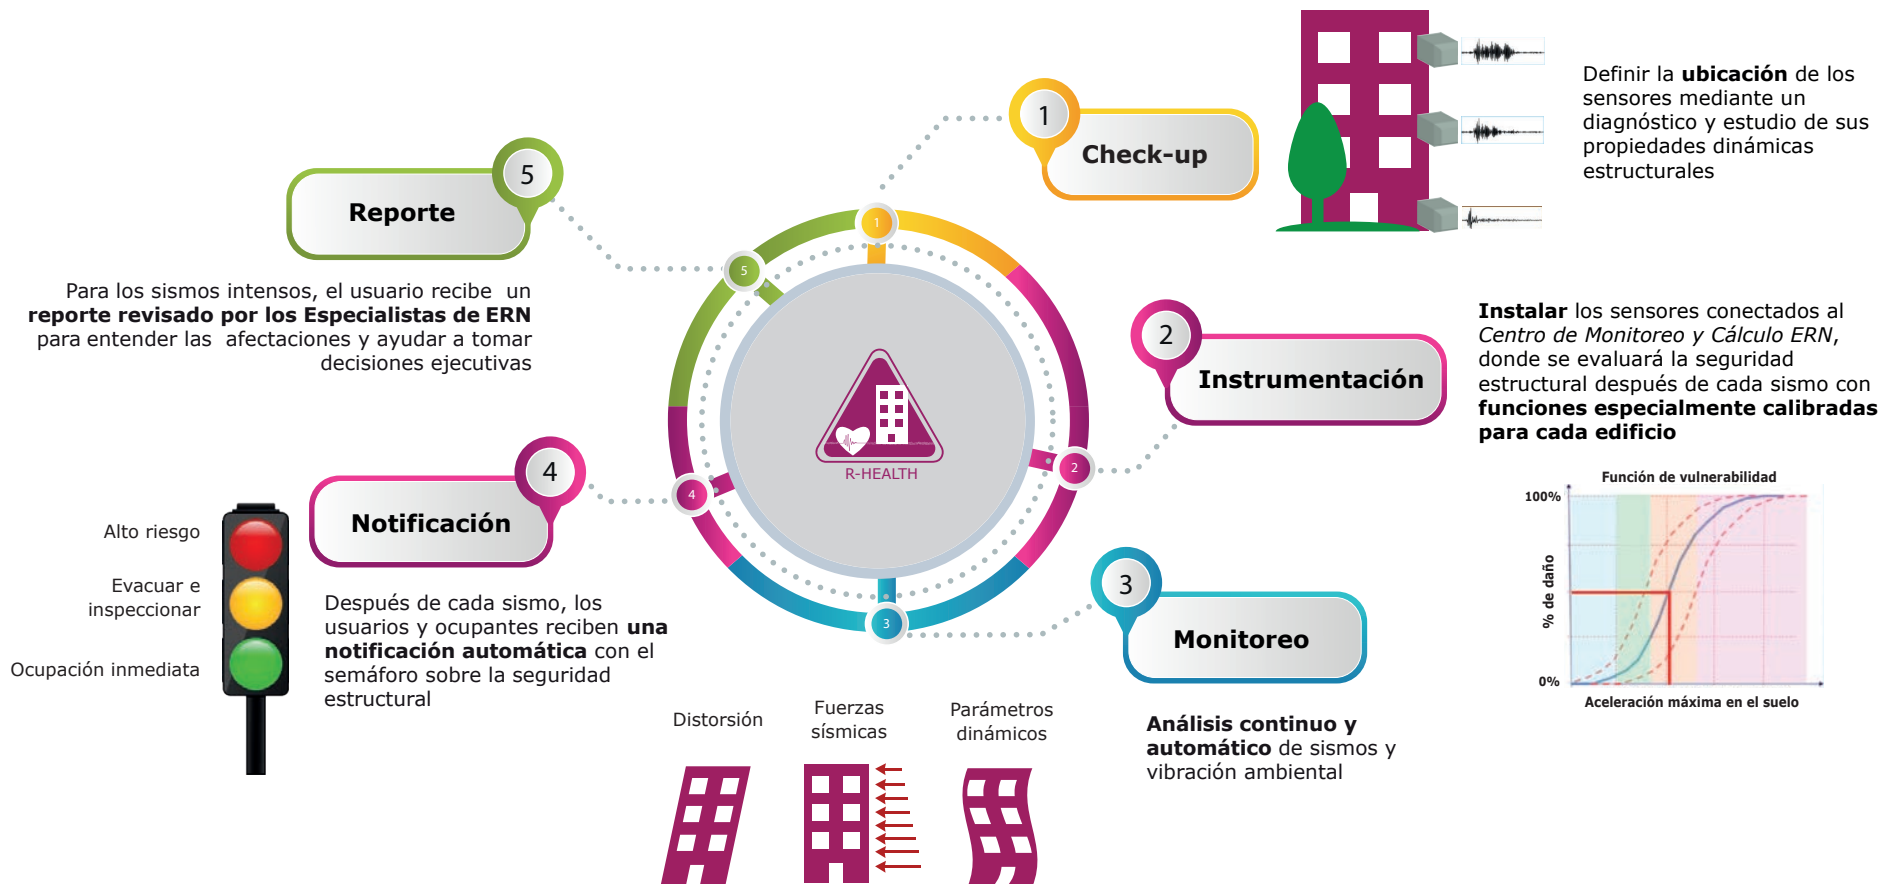 1
Check-up
Definir la ubicación de los
sensores mediante un
diagnóstico y estudio de sus
propiedades dinámicas
estructurales
2
Instrumentación
Instalar los sensores conectados al
Centro de Monitoreo y Cálculo ERN,
donde se evaluará la seguridad
estructural después de cada sismo con
funciones especialmente calibradas
para cada edificio
Función de vulnerabilidad
100%
% de daño
0%
Aceleración máxima en el suelo
3
Monitoreo
Análisis continuo y
automático de sismos y
vibración ambiental
Distorsión
Fuerzas
sísmicas
Parámetros
dinámicos
4
Notificación
Después de cada sismo, los
usuarios y ocupantes reciben una
notificación automática con el
semáforo sobre la seguridad
estructural
Alto riesgo
Evacuar e
inspeccionar
Ocupación inmediata
5
Reporte
Para los sismos intensos, el usuario recibe un
reporte revisado por los Especialistas de ERN
para entender las afectaciones y ayudar a tomar
decisiones ejecutivas
1
2
3
4
5
R-HEALTH